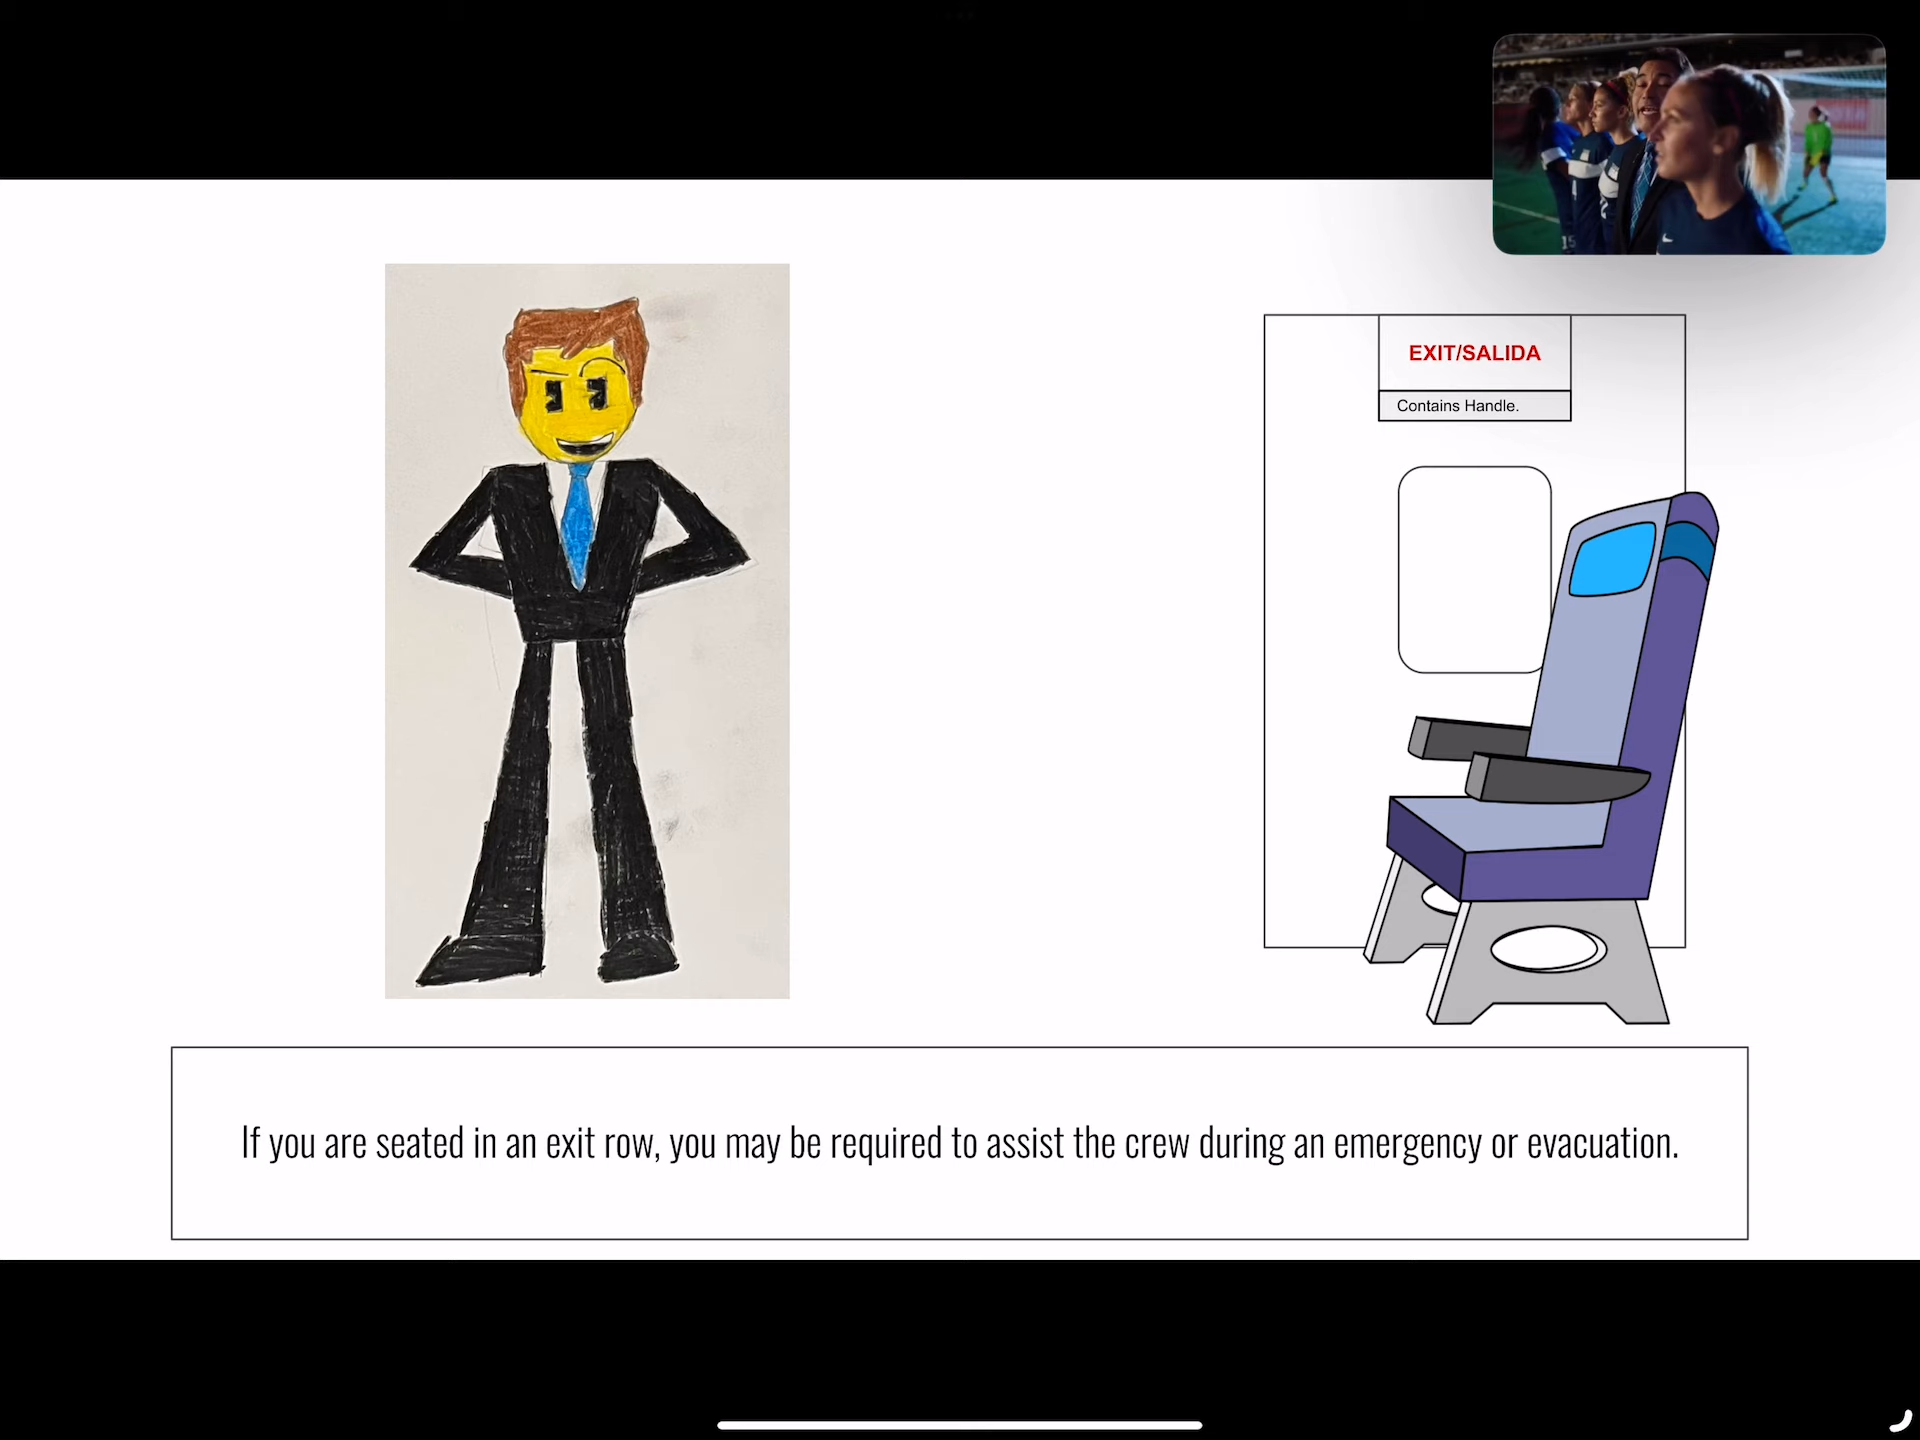 15
EXIT/SALIDA
Contains Handle.
If you are seated in an exit row, you may be required to assist the crew during an emergency or evacuation.